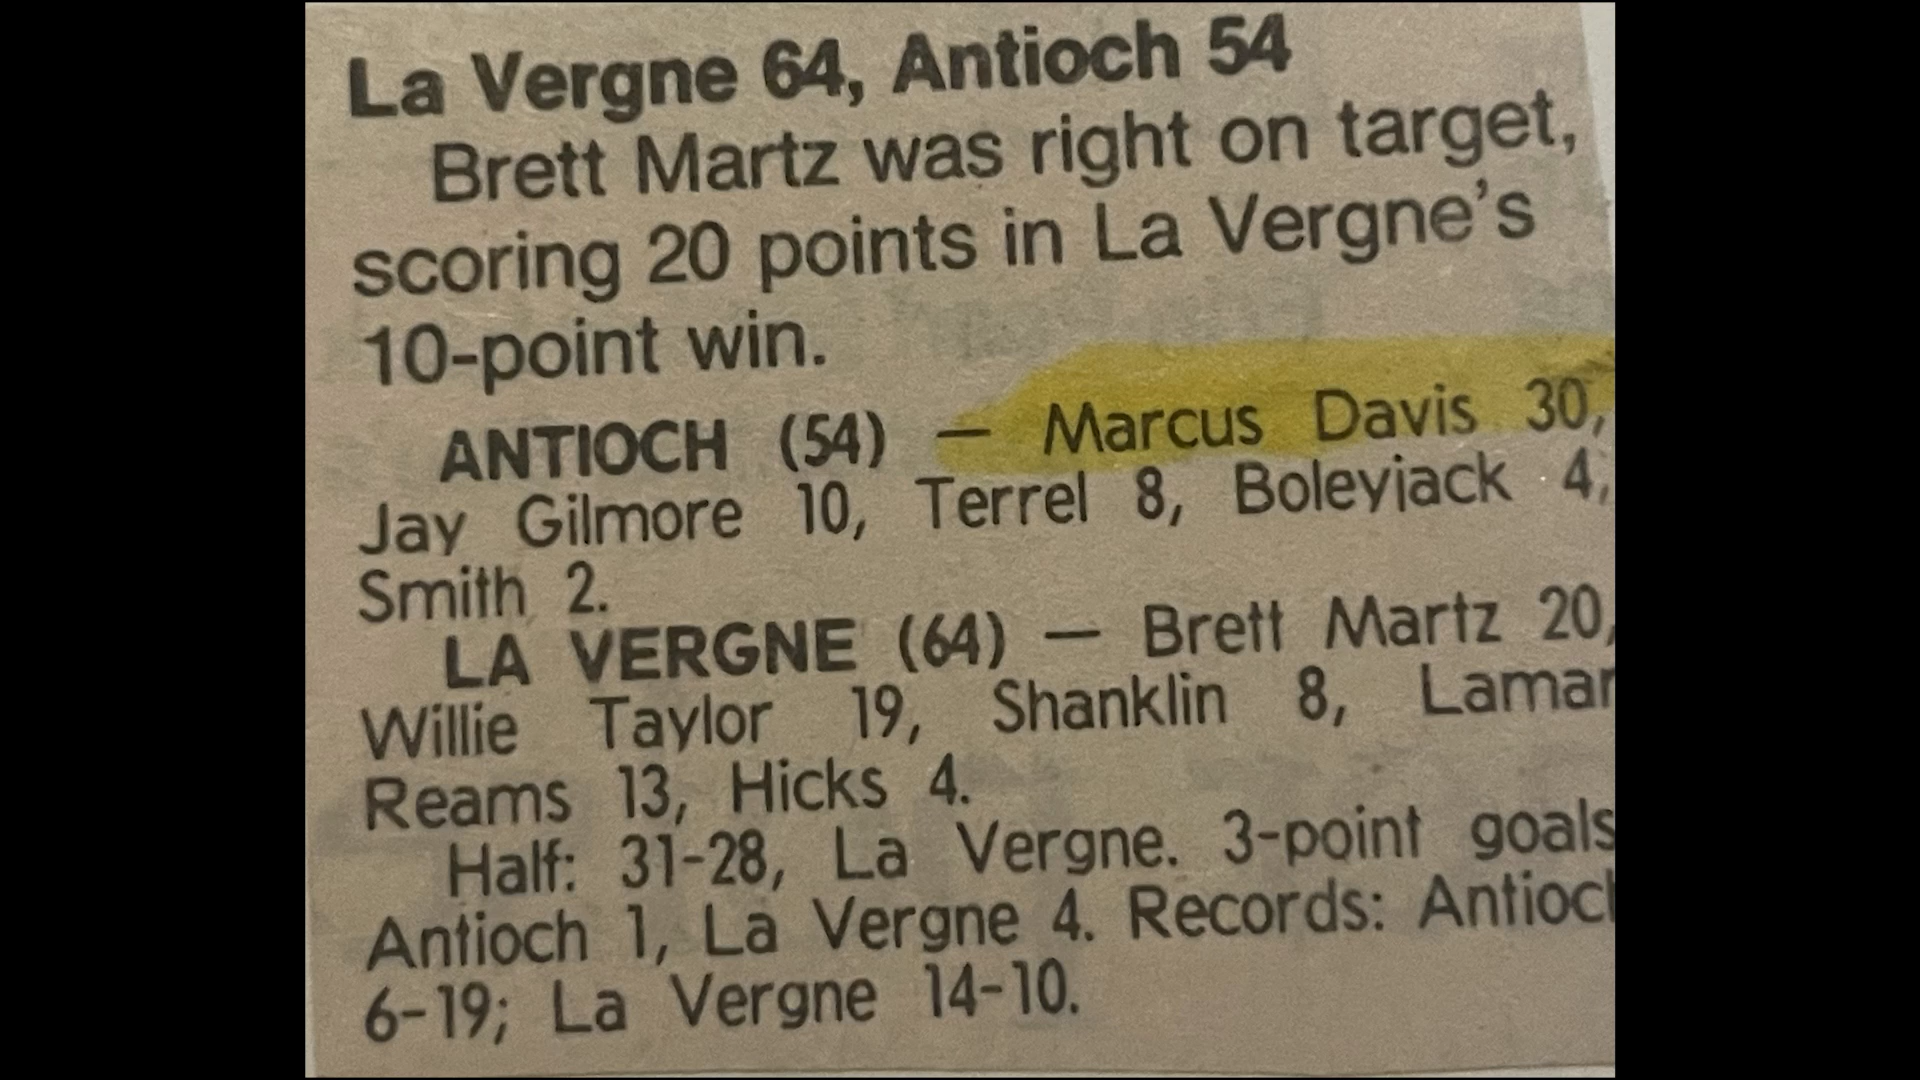 La Vergne 64, Antioch 54
Brett Martz was right on target,
scoring 20 points in La Vergne's
10-point win.
ANTIOCH (54) — Marcus Davis 30,
Jay Gilmore 10, Terrel 8, Boleyjack 4,
Smith 2.
LA VERGNE (64) — Brett Martz 20,
Willie Taylor 19, Shanklin 8, Lamar
Reams 13, Hicks 4.
Half: 31-28, La Vergne. 3-point goals
Antioch 1, La Vergne 4. Records: Antioch
6-19; La Vergne 14-10.